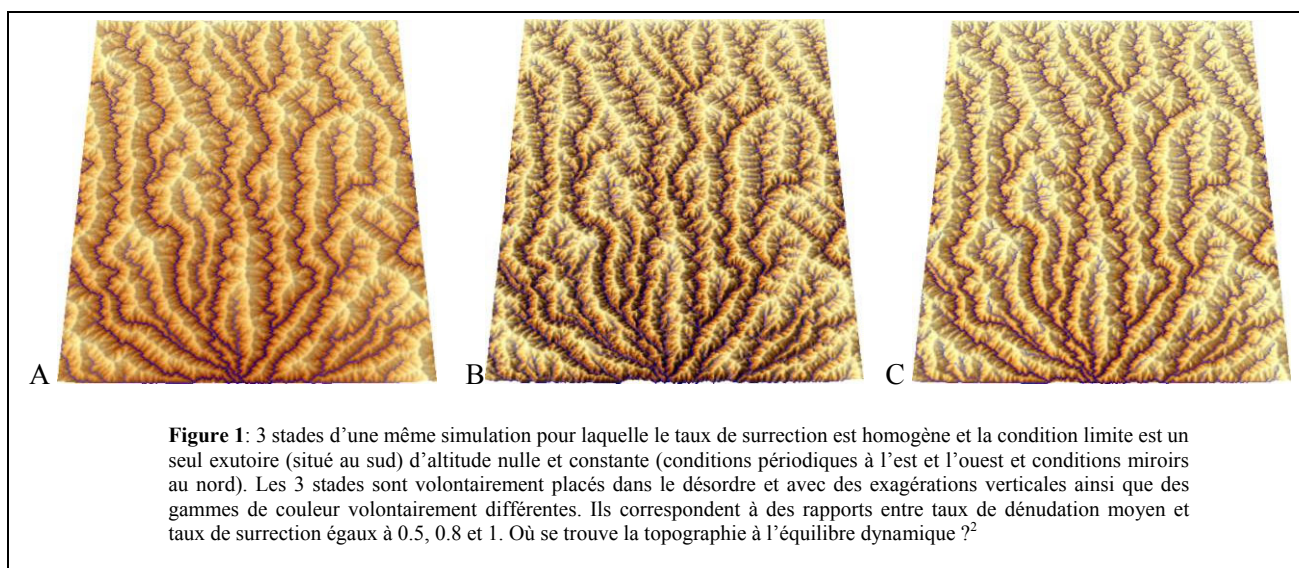 A
B
C
Figure 1: 3 stades d'une même simulation pour laquelle le taux de surrection est homogène et la condition limite est un
seul exutoire (situé au sud) d'altitude nulle et constante (conditions périodiques à l'est et l'ouest et conditions miroirs
au nord). Les 3 stades sont volontairement placés dans le désordre et avec des exagérations verticales ainsi que des
gammes de couleur volontairement différentes. Ils correspondent à des rapports entre taux de dénudation moyen et
taux de surrection égaux à 0.5, 0.8 et 1. Où se trouve la topographie à l'équilibre dynamique ?²